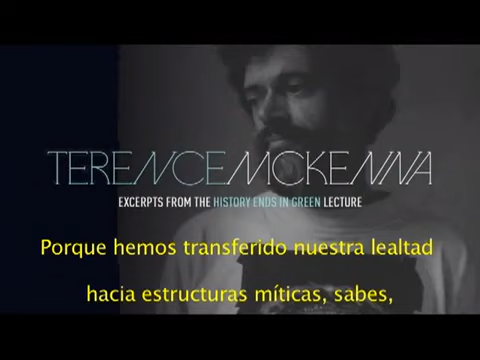 TERENCEMCKENNA
EXCERPTS FROM THE HISTORY ENDS IN GREEN LECTURE
Porque hemos transferido nuestra lealtad
hacia estructuras míticas, sabes,